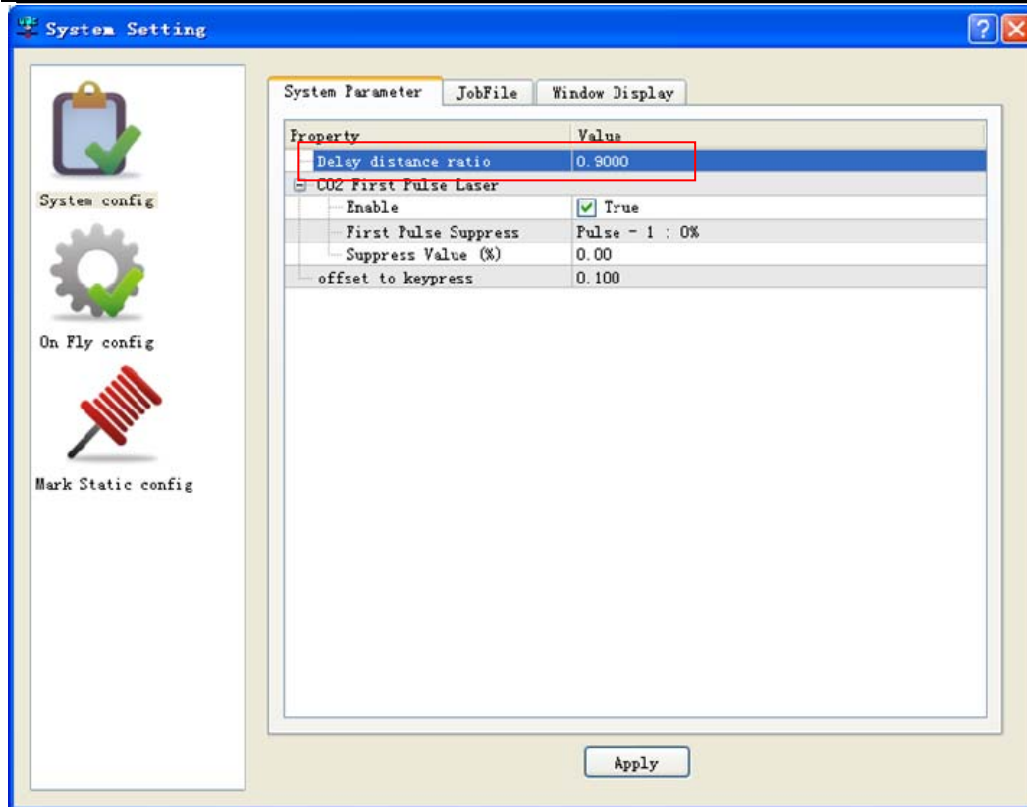 System Setting
System Parameter JobFile Window Display
Property Value
Delay distance ratio 0.9000
CO2 First Pulse Laser
Enable True
First Pulse Suppress Pulse - 1 : 0%
Suppress Value (%) 0.00
offset to keypress 0.100
System config
On Fly config
Mark Static config
Apply